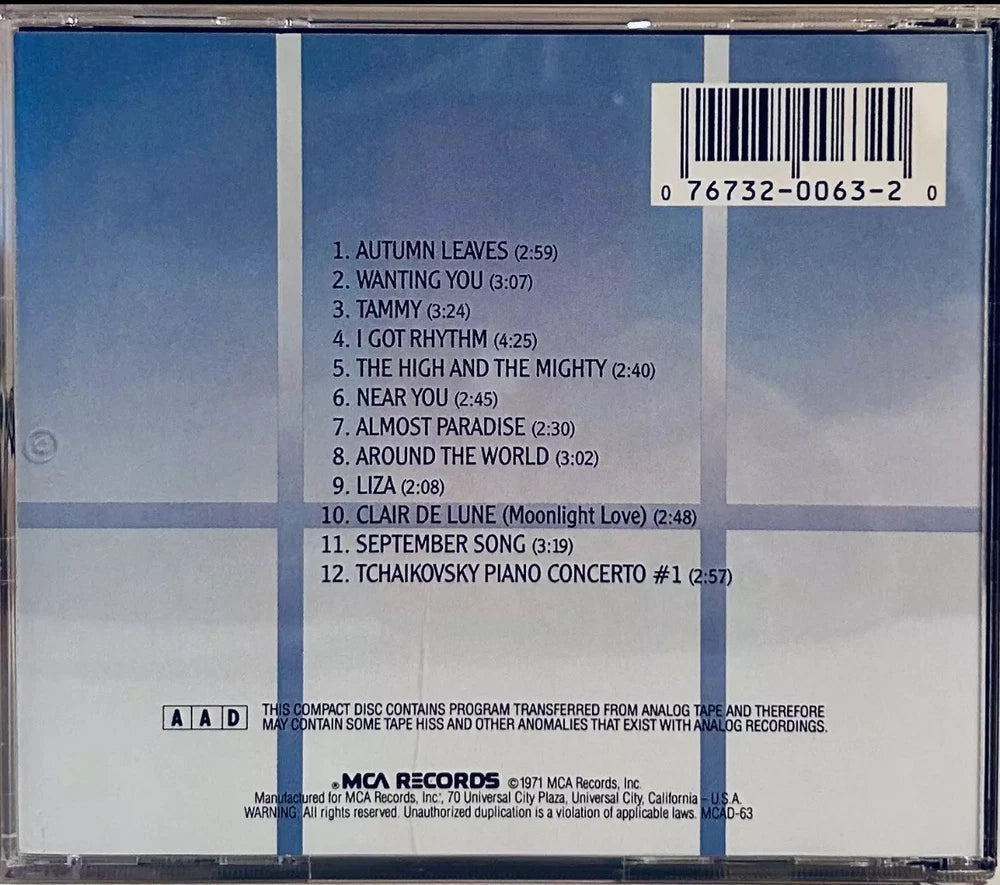 0 76732-0063-2 0
1. AUTUMN LEAVES (2:59)
2. WANTING YOU (3:07)
3. TAMMY (3:24)
4. I GOT RHYTHM (4:25)
5. THE HIGH AND THE MIGHTY (2:40)
6. NEAR YOU (2:45)
7. ALMOST PARADISE (2:30)
8. AROUND THE WORLD (3:02)
9. LIZA (2:08)
10. CLAIR DE LUNE (Moonlight Love) (2:48)
11. SEPTEMBER SONG (3:19)
12. TCHAIKOVSKY PIANO CONCERTO #1 (2:57)
AAD THIS COMPACT DISC CONTAINS PROGRAM TRANSFERRED FROM ANALOG TAPE AND THEREFORE
MAY CONTAIN SOME TAPE HISS AND OTHER ANOMALIES THAT EXIST WITH ANALOG RECORDINGS.
® MCA RECORDS ©1971 MCA Records, Inc.
Manufactured for MCA Records, Inc., 70 Universal City Plaza, Universal City, California – U.S.A.
WARNING: All rights reserved. Unauthorized duplication is a violation of applicable laws. MCAD-63